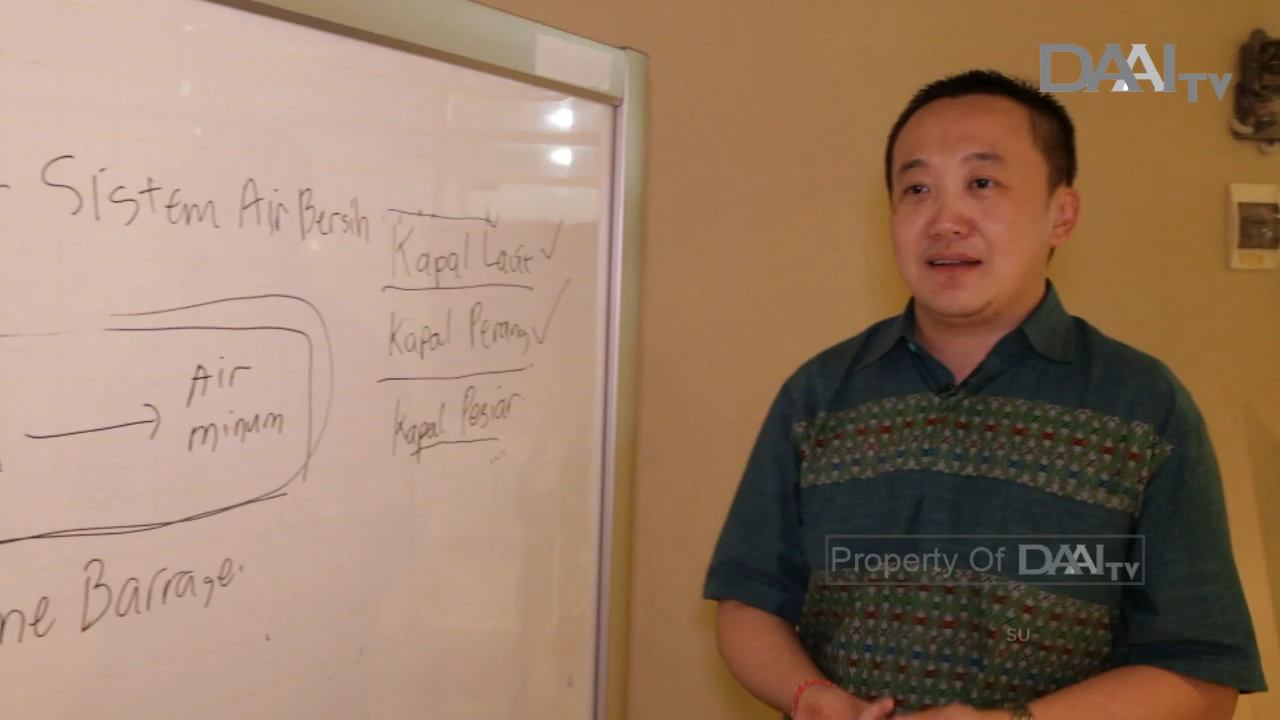 DAAI TV
- Sistem Air Bersih
Kapal Laut ✓
Kapal Perang ✓
Kapal Pesiar
...
→ Air
minum
Barrage.
Property Of DAAI TV
SU